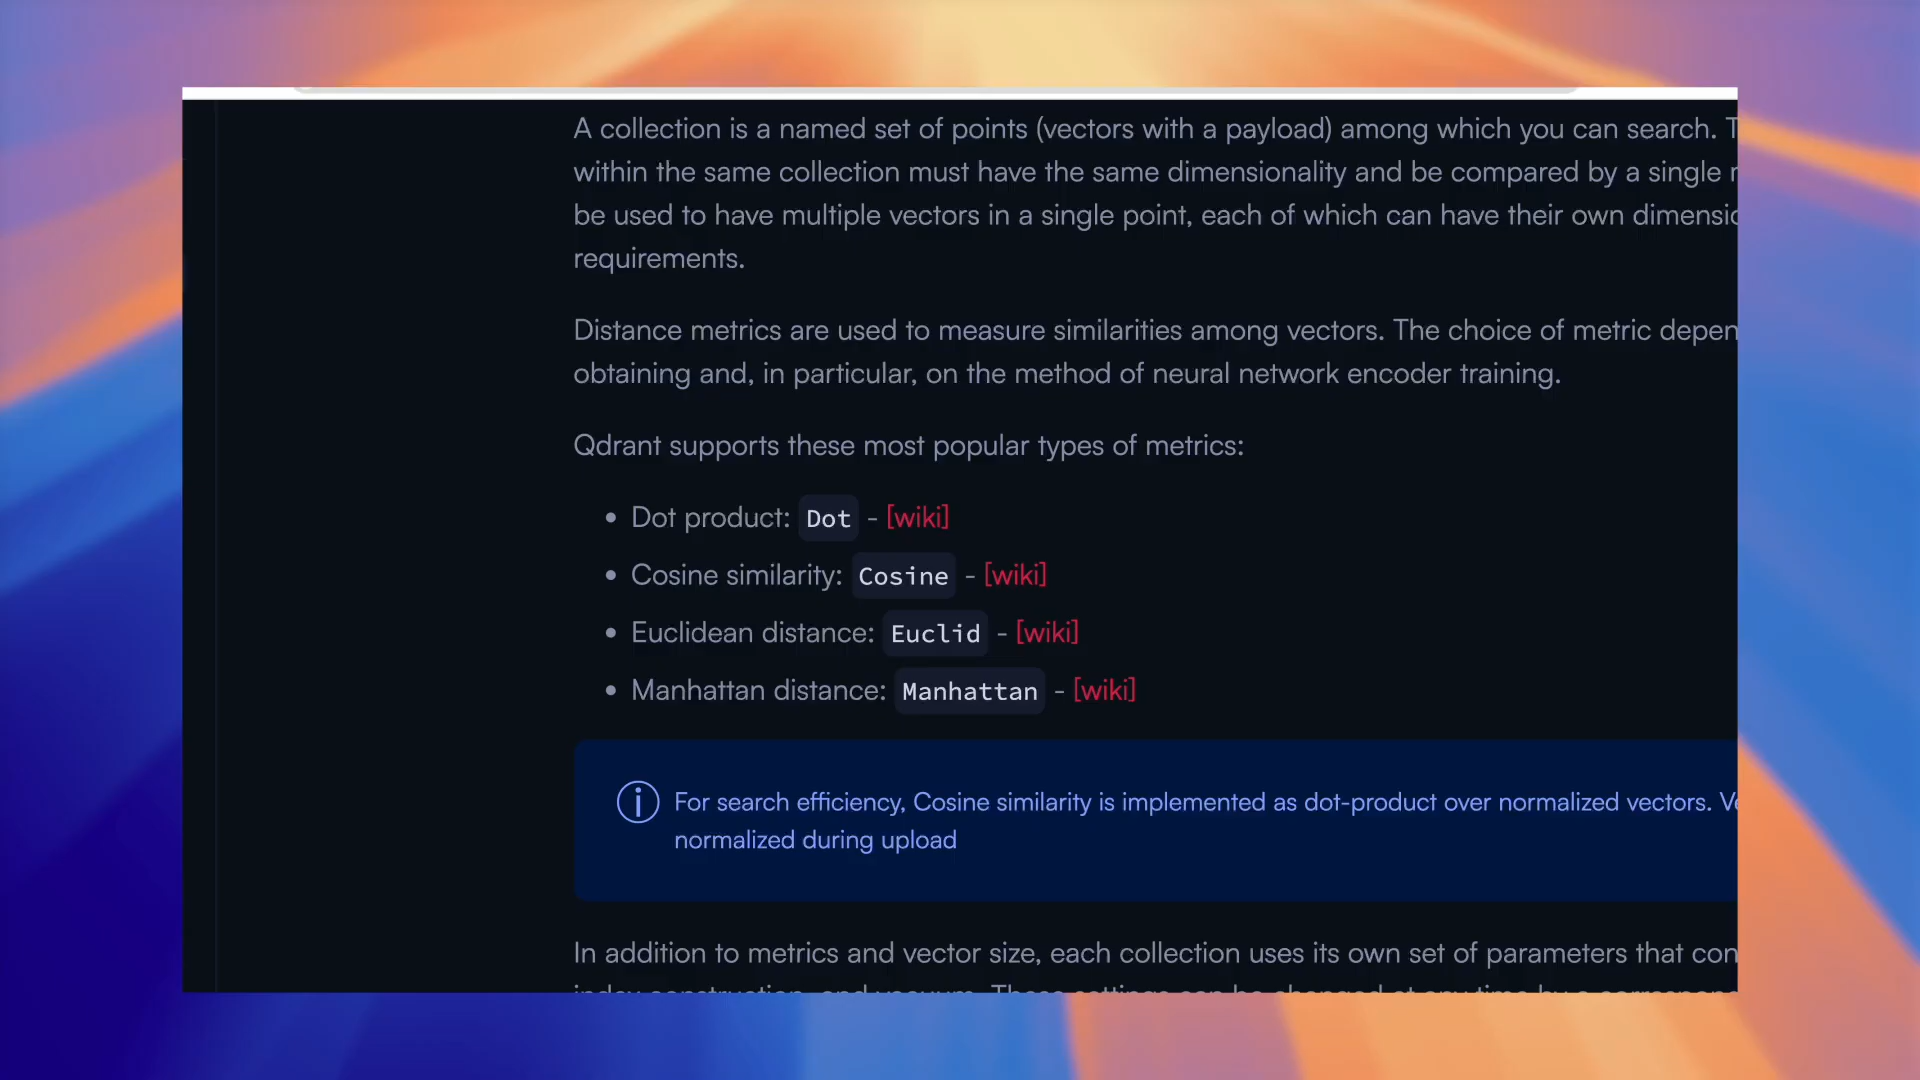 A collection is a named set of points (vectors with a payload) among which you can search.
within the same collection must have the same dimensionality and be compared by a single
be used to have multiple vectors in a single point, each of which can have their own
requirements.
Distance metrics are used to measure similarities among vectors. The choice of metric
obtaining and, in particular, on the method of neural network encoder training.
Qdrant supports these most popular types of metrics:
• Dot product: Dot - [wiki]
• Cosine similarity: Cosine - [wiki]
• Euclidean distance: Euclid - [wiki]
• Manhattan distance: Manhattan - [wiki]
For search efficiency, Cosine similarity is implemented as dot-product over normalized vectors.
normalized during upload
In addition to metrics and vector size, each collection uses its own set of parameters that